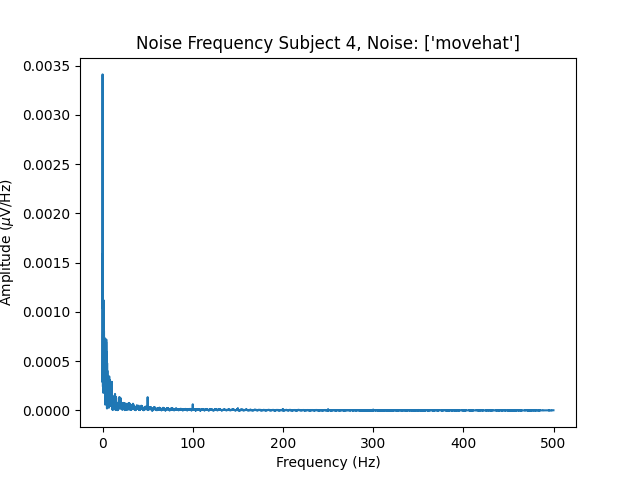 Noise Frequency Subject 4, Noise: ['movehat']
Amplitude (μV/Hz)
0.0035
0.0030
0.0025
0.0020
0.0015
0.0010
0.0005
0.0000
0 100 200 300 400 500
Frequency (Hz)